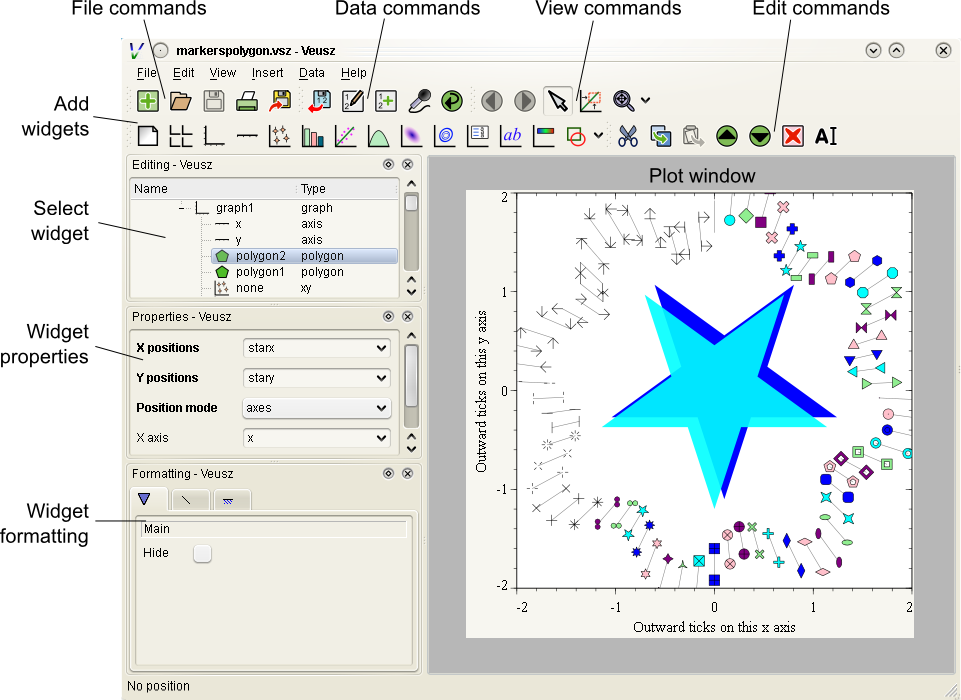 File commands
Data commands
View commands
Edit commands
markerspolygon.vsz - Veusz
File Edit View Insert Data Help
Add widgets
ab
AI
Editing - Veusz
Name Type
graph1 graph
x axis
y axis
polygon2 polygon
polygon1 polygon
none xy
Select widget
Properties - Veusz
X positions starx
Y positions stary
Position mode axes
X axis x
Widget properties
Formatting - Veusz
Main
Hide
Widget formatting
No position
Plot window
2
1
0
-1
-2
Outward ticks on this y axis
-2 -1 0 1 2
Outward ticks on this x axis